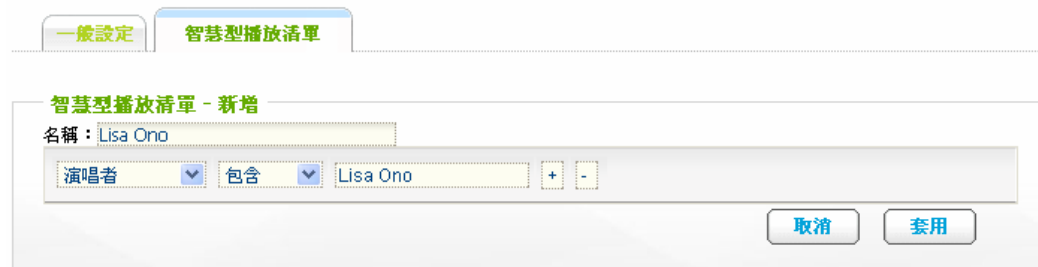 一般設定 智慧型播放清單
智慧型播放清單 - 新增
名稱：Lisa Ono
演唱者 包含 Lisa Ono + -
取消 套用